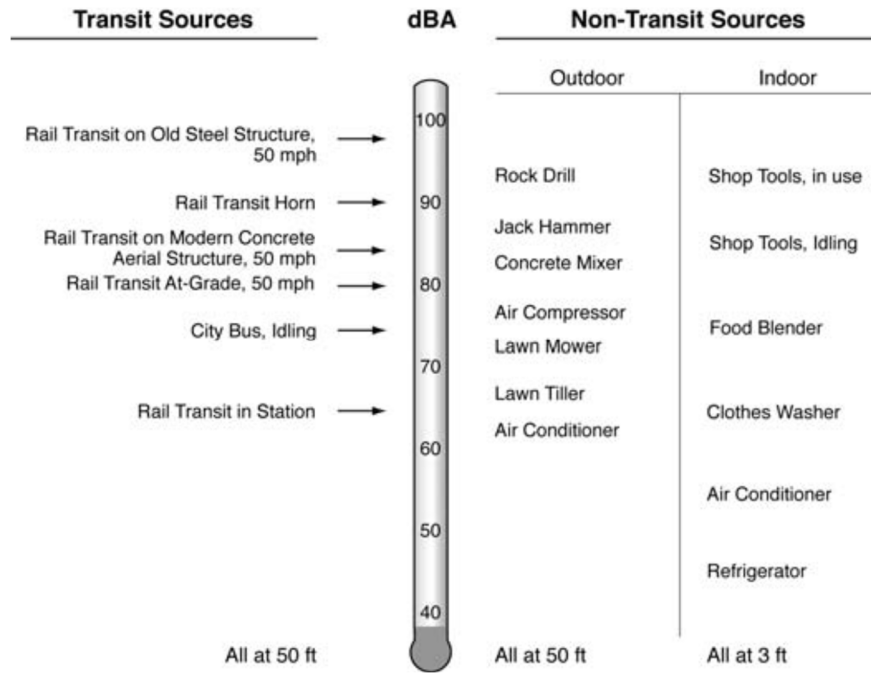 Transit Sources
dBA
Non-Transit Sources
Outdoor
Indoor
Rail Transit on Old Steel Structure,
50 mph
Rail Transit Horn
Rail Transit on Modern Concrete
Aerial Structure, 50 mph
Rail Transit At-Grade, 50 mph
City Bus, Idling
Rail Transit in Station
All at 50 ft
100
90
80
70
60
50
40
Rock Drill
Jack Hammer
Concrete Mixer
Air Compressor
Lawn Mower
Lawn Tiller
Air Conditioner
All at 50 ft
Shop Tools, in use
Shop Tools, Idling
Food Blender
Clothes Washer
Air Conditioner
Refrigerator
All at 3 ft